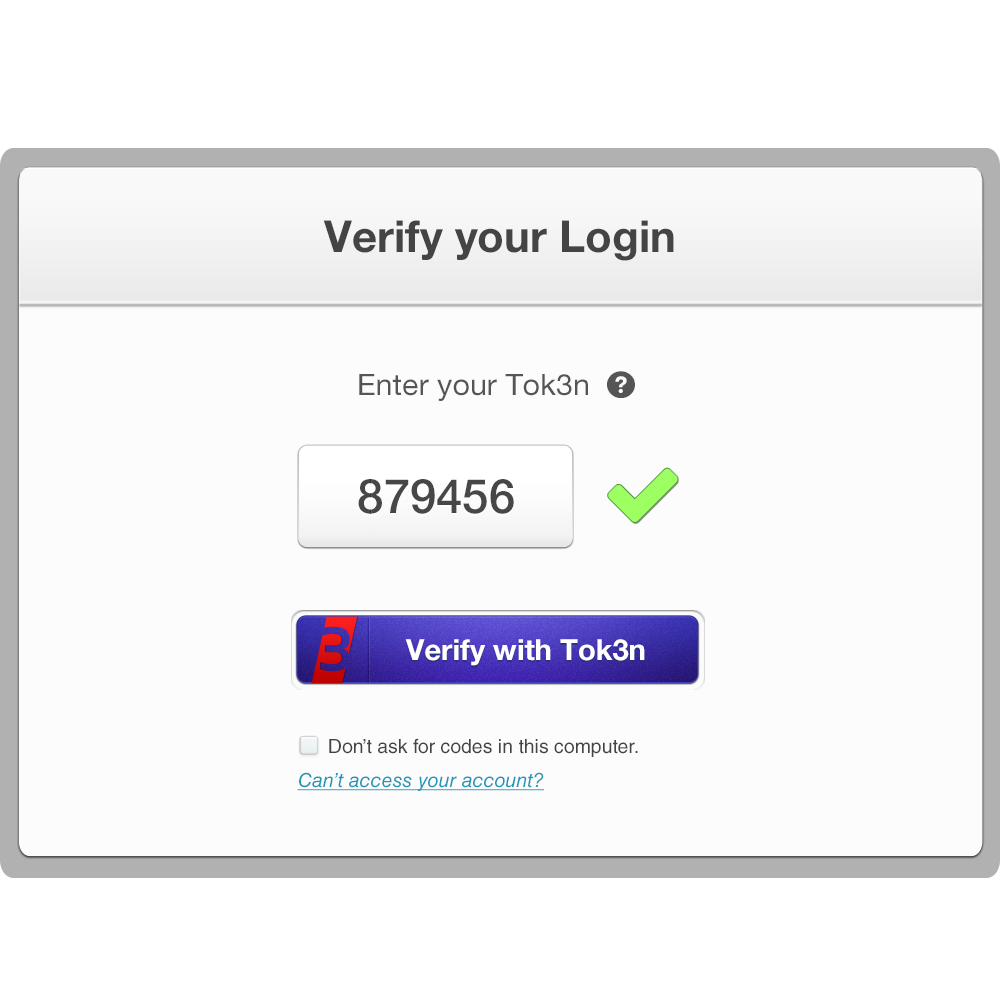 Verify your Login
Enter your Tok3n ?
879456
3 Verify with Tok3n
Don't ask for codes in this computer.
Can't access your account?